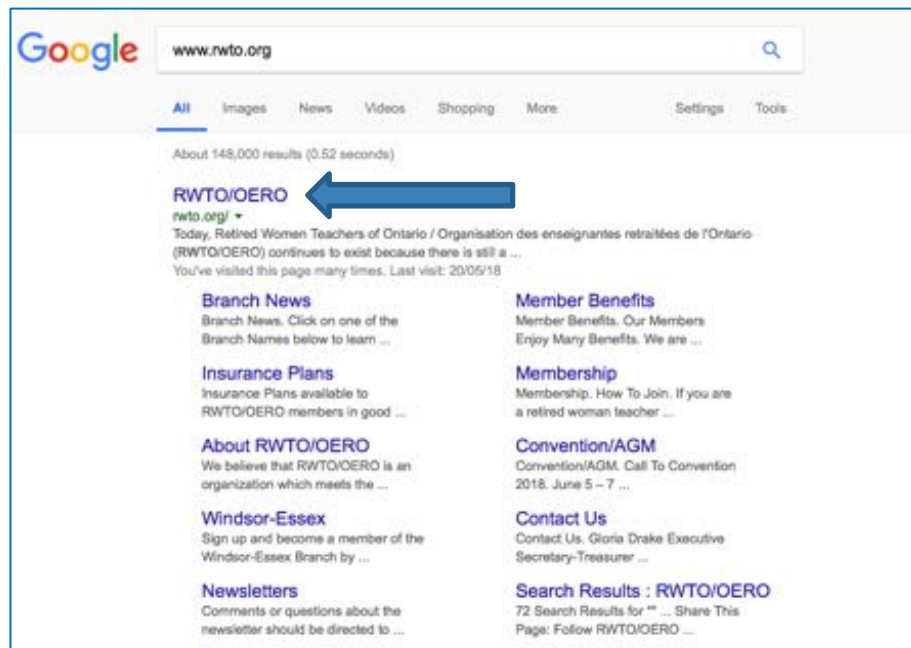 Google
www.rwto.org
All Images News Videos Shopping More Settings Tools
About 148,000 results (0.52 seconds)
RWTO/OERO
rwto.org/
Today, Retired Women Teachers of Ontario / Organisation des enseignantes retraitées de l'Ontario
(RWTO/OERO) continues to exist because there is still a ...
You've visited this page many times. Last visit: 20/05/18
Branch News
Branch News. Click on one of the
Branch Names below to learn ...
Member Benefits
Member Benefits. Our Members
Enjoy Many Benefits. We are ...
Insurance Plans
Insurance Plans available to
RWTO/OERO members in good ...
Membership
Membership. How To Join. If you are
a retired woman teacher ...
About RWTO/OERO
We believe that RWTO/OERO is an
organization which meets the ...
Convention/AGM
Convention/AGM. Call To Convention
2018. June 5 – 7 ...
Windsor-Essex
Sign up and become a member of the
Windsor-Essex Branch by ...
Contact Us
Contact Us. Gloria Drake Executive
Secretary-Treasurer ...
Newsletters
Comments or questions about the
newsletter should be directed to ...
Search Results : RWTO/OERO
72 Search Results for "" ... Share This
Page: Follow RWTO/OERO ...